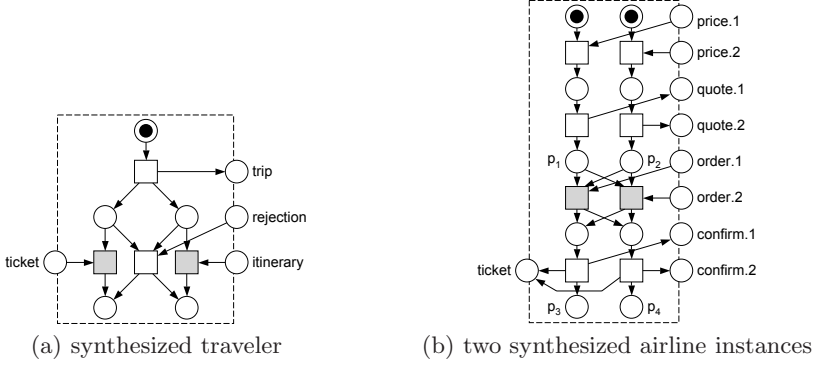 trip
rejection
ticket
itinerary
(a) synthesized traveler
price.1
price.2
quote.1
quote.2
p1
p2
order.1
order.2
confirm.1
ticket
confirm.2
p3
p4
(b) two synthesized airline instances